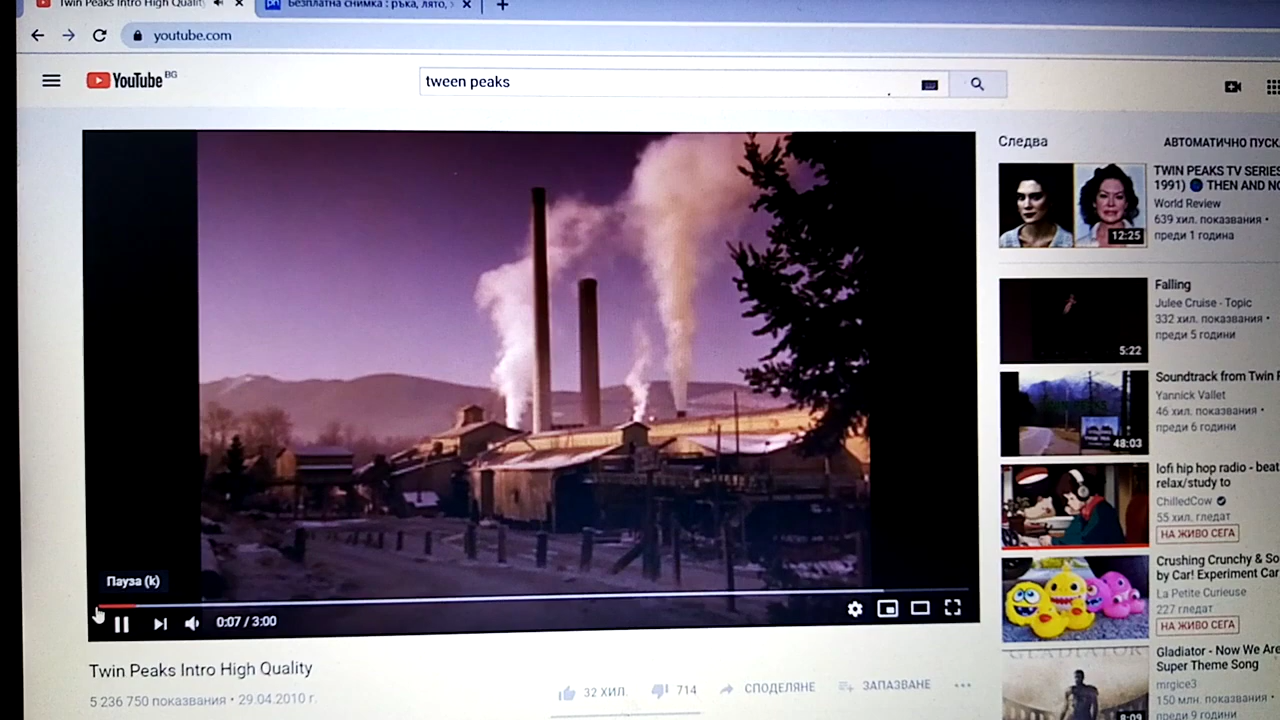 Twin Peaks Intro High Quality
Безплатна снимка : ръка, лято,
youtube.com
YouTube BG
tween peaks
Следва
АВТОМАТИЧНО ПУСК
TWIN PEAKS TV SERIES
1991) THEN AND NO
World Review
639 хил. показвания •
преди 1 година
12:25
Falling
Julee Cruise - Topic
332 хил. показвания •
преди 5 години
5:22
Soundtrack from Twin P
Yannick Vallet
46 хил. показвания •
преди 6 години
48:03
lofi hip hop radio - beat
relax/study to
ChilledCow
55 хил. гледат
НА ЖИВО СЕГА
Crushing Crunchy & So
by Car! Experiment Car
La Petite Curieuse
227 гледат
НА ЖИВО СЕГА
GLADIATOR
Gladiator - Now We Are
Super Theme Song
mrgice3
150 млн. показвания •
преди 9 години
8:09
Пауза (k)
0:07 / 3:00
Twin Peaks Intro High Quality
5 236 750 показвания • 29.04.2010 г.
32 ХИЛ.
714
СПОДЕЛЯНЕ
ЗАПАЗВАНЕ